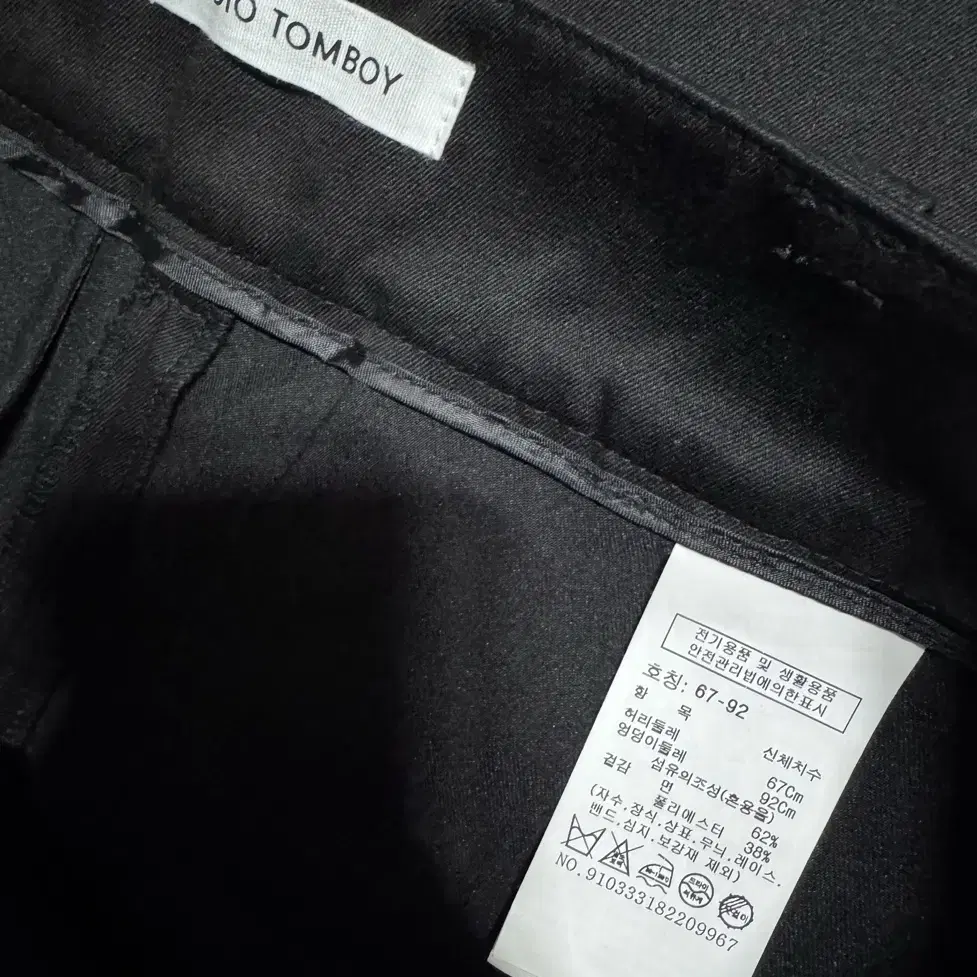 IO TOMBOY
전기용품 및 생활용품
안전관리법에의한표시
호칭: 67-92
항 목 신체치수
허리둘레 67Cm
엉덩이둘레 92Cm
섬유의조성(혼용율)
겉감 면 62%
폴리에스터 38%
(자수.장식.상표.무늬.레이스.
밴드.심지.보강재 제외)
드라이
NO.910333182209967